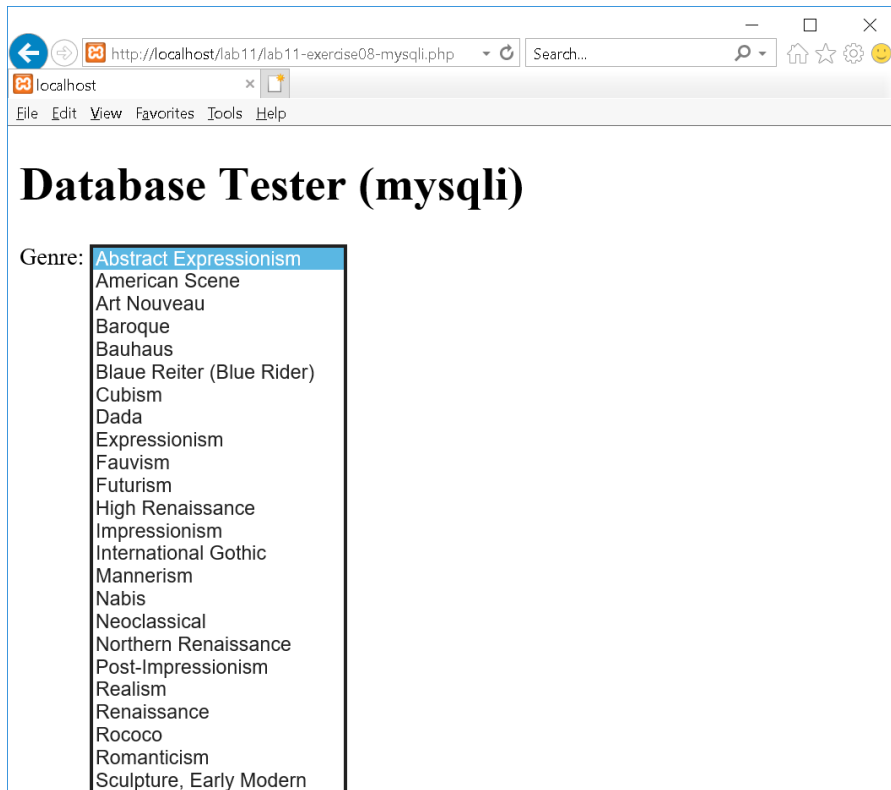 http://localhost/lab11/lab11-exercise08-mysqli.php Search...
localhost
File Edit View Favorites Tools Help
Database Tester (mysqli)
Genre: Abstract Expressionism
American Scene
Art Nouveau
Baroque
Bauhaus
Blaue Reiter (Blue Rider)
Cubism
Dada
Expressionism
Fauvism
Futurism
High Renaissance
Impressionism
International Gothic
Mannerism
Nabis
Neoclassical
Northern Renaissance
Post-Impressionism
Realism
Renaissance
Rococo
Romanticism
Sculpture, Early Modern